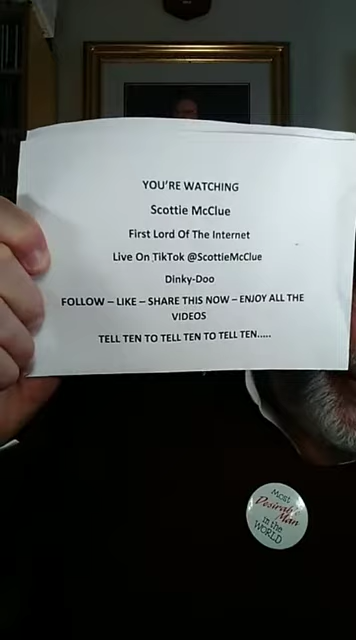 YOU'RE WATCHING
Scottie McClue
First Lord Of The Internet
Live On TikTok @ScottieMcClue
Dinky-Doo
FOLLOW – LIKE – SHARE THIS NOW – ENJOY ALL THE
VIDEOS
TELL TEN TO TELL TEN TO TELL TEN.....
MOST
Desirable
Man
in the
WORLD